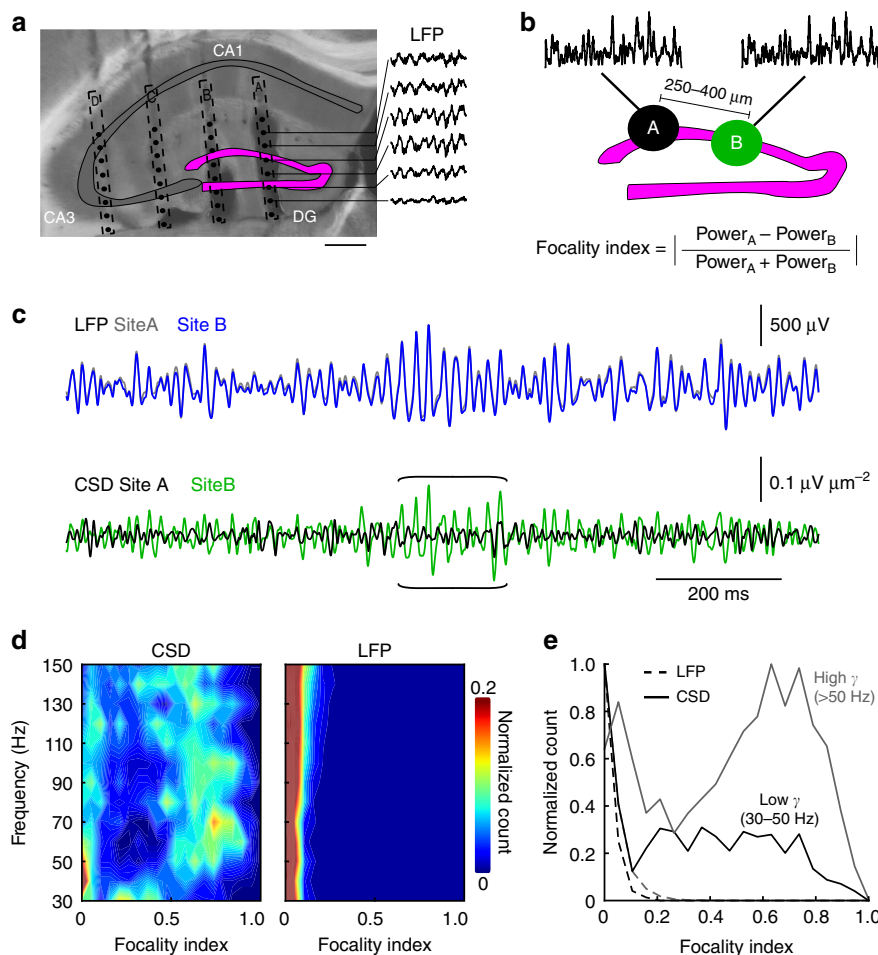 a
LFP
CA1
D
C
B
A
CA3
DG
b
250–400 μm
A
B
Focality index = | PowerA – PowerB / PowerA + PowerB |
c
LFP SiteA Site B
500 μV
CSD Site A SiteB
0.1 μV μm–2
200 ms
d
CSD
LFP
150
130
110
90
70
50
30
Frequency (Hz)
0
0.5
1.0
0
0.5
1.0
Focality index
Focality index
0.2
0
Normalized count
e
LFP
CSD
High γ
(>50 Hz)
Low γ
(30–50 Hz)
1.0
0.8
0.6
0.4
0.2
0
Normalized count
0
0.2
0.4
0.6
0.8
1.0
Focality index